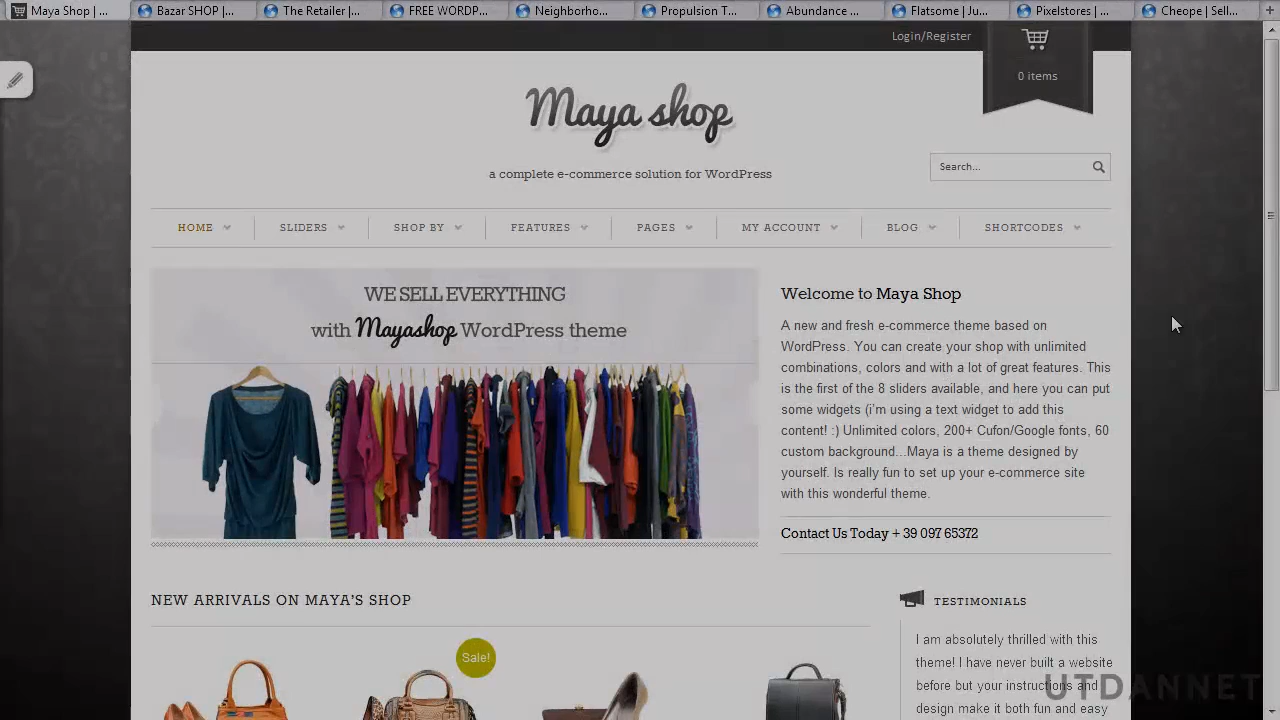 Maya Shop | ...
Bazar SHOP |...
The Retailer |...
FREE WORDP...
Neighborho...
Propulsion T...
Abundance ...
Flatsome | Ju...
Pixelstores | ...
Cheope | Sell...
Login/Register
0 items
Maya shop
a complete e-commerce solution for WordPress
Search...
HOME
SLIDERS
SHOP BY
FEATURES
PAGES
MY ACCOUNT
BLOG
SHORTCODES
WE SELL EVERYTHING
with Mayashop WordPress theme
Welcome to Maya Shop
A new and fresh e-commerce theme based on
WordPress. You can create your shop with unlimited
combinations, colors and with a lot of great features. This
is the first of the 8 sliders available, and here you can put
some widgets (i'm using a text widget to add this
content! :) Unlimited colors, 200+ Cufon/Google fonts, 60
custom background...Maya is a theme designed by
yourself. Is really fun to set up your e-commerce site
with this wonderful theme.
Contact Us Today + 39 097 65372
NEW ARRIVALS ON MAYA'S SHOP
Sale!
TESTIMONIALS
I am absolutely thrilled with this
theme! I have never built a website
before but your instructions and
design make it both fun and easy
UTDANNET